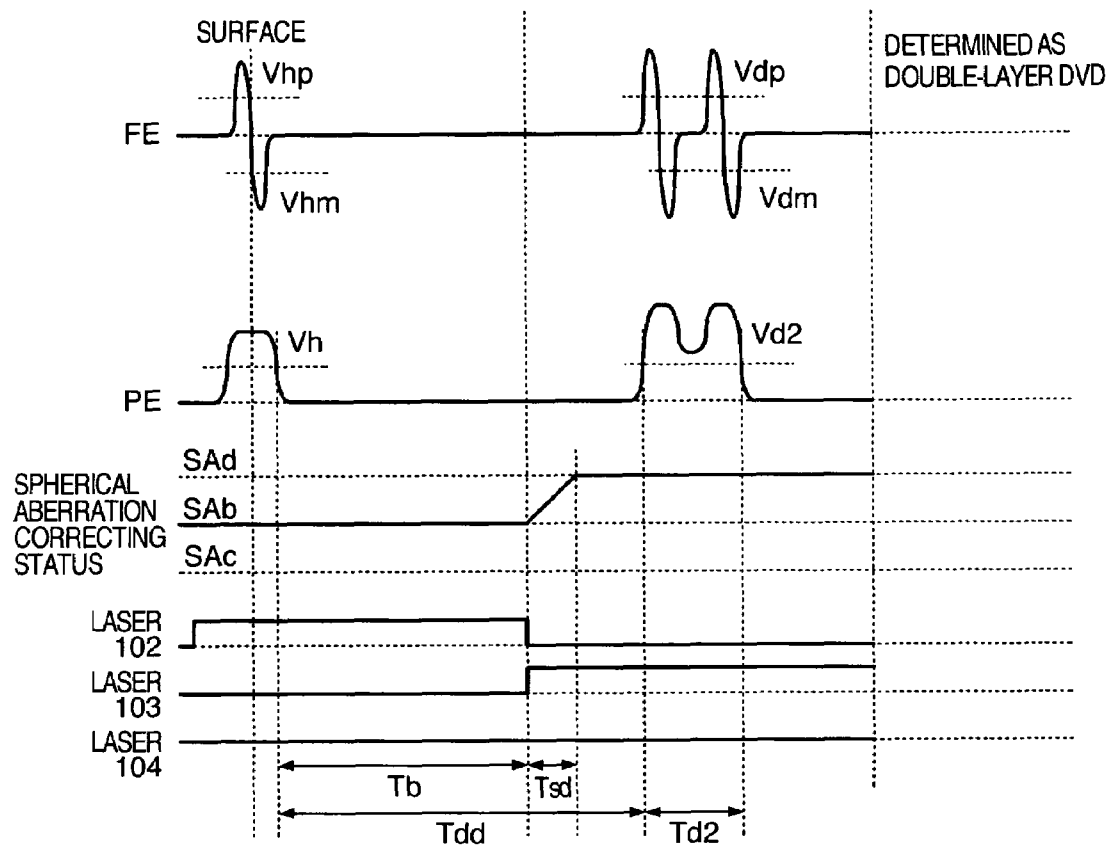 SURFACE
DETERMINED AS
DOUBLE-LAYER DVD
Vhp
Vdp
FE
Vhm
Vdm
Vh
Vd2
PE
SPHERICAL
ABERRATION
CORRECTING
STATUS
SAd
SAb
SAc
LASER
102
LASER
103
LASER
104
Tb
Tsd
Tdd
Td2